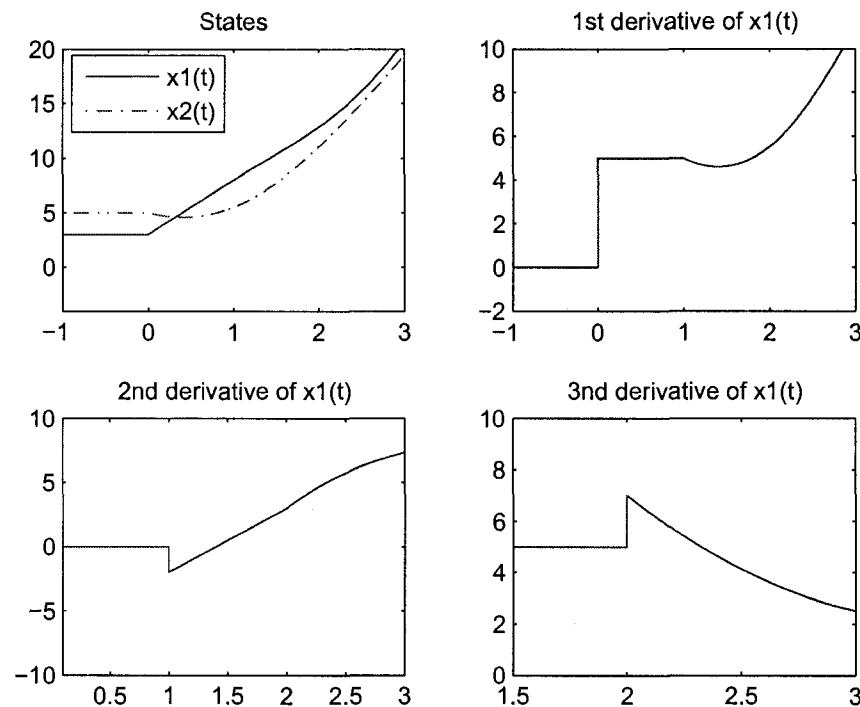 States
20
15
10
5
0
−1 0 1 2 3
x1(t)
x2(t)
1st derivative of x1(t)
10
8
6
4
2
0
−2
−1 0 1 2 3
2nd derivative of x1(t)
10
5
0
−5
−10
0.5 1 1.5 2 2.5 3
3nd derivative of x1(t)
10
8
6
4
2
0
1.5 2 2.5 3